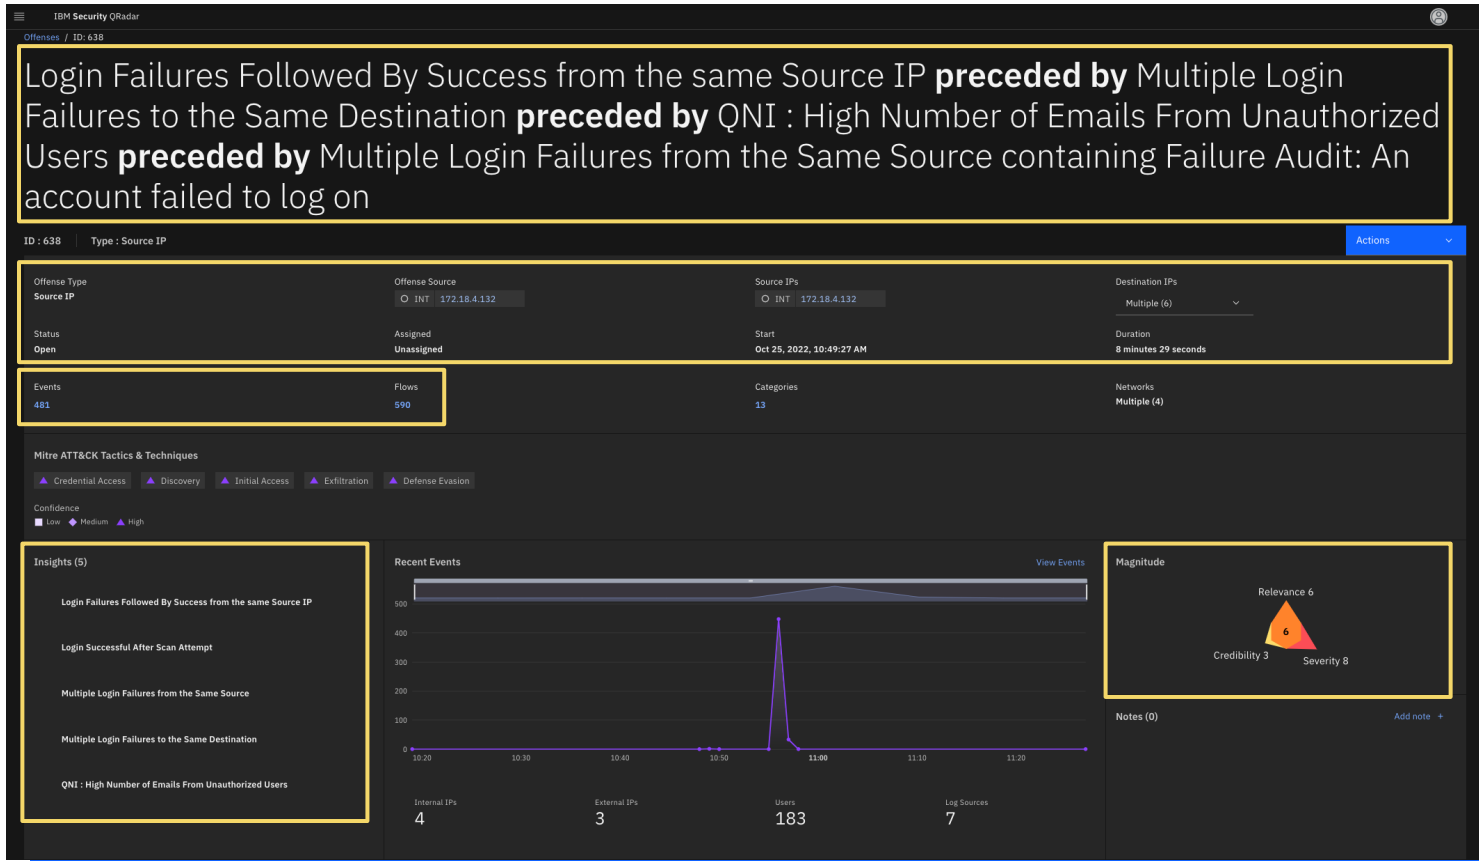 IBM Security QRadar
Offenses / ID: 638
Login Failures Followed By Success from the same Source IP preceded by Multiple Login
Failures to the Same Destination preceded by QNI : High Number of Emails From Unauthorized
Users preceded by Multiple Login Failures from the Same Source containing Failure Audit: An
account failed to log on
ID : 638 Type : Source IP
Actions
Offense Type
Source IP
Offense Source
INT 172.18.4.132
Source IPs
INT 172.18.4.132
Destination IPs
Multiple (6)
Status
Open
Assigned
Unassigned
Start
Oct 25, 2022, 10:49:27 AM
Duration
8 minutes 29 seconds
Events
481
Flows
590
Categories
13
Networks
Multiple (4)
Mitre ATT&CK Tactics & Techniques
Credential Access Discovery Initial Access Exfiltration Defense Evasion
Confidence
Low Medium High
Insights (5)
Login Failures Followed By Success from the same Source IP
Login Successful After Scan Attempt
Multiple Login Failures from the Same Source
Multiple Login Failures to the Same Destination
QNI : High Number of Emails From Unauthorized Users
Recent Events
View Events
500
400
300
200
100
0
10:20 10:30 10:40 10:50 11:00 11:10 11:20
Internal IPs
4
External IPs
3
Users
183
Log Sources
7
Magnitude
Relevance 6
6
Credibility 3
Severity 8
Notes (0)
Add note +